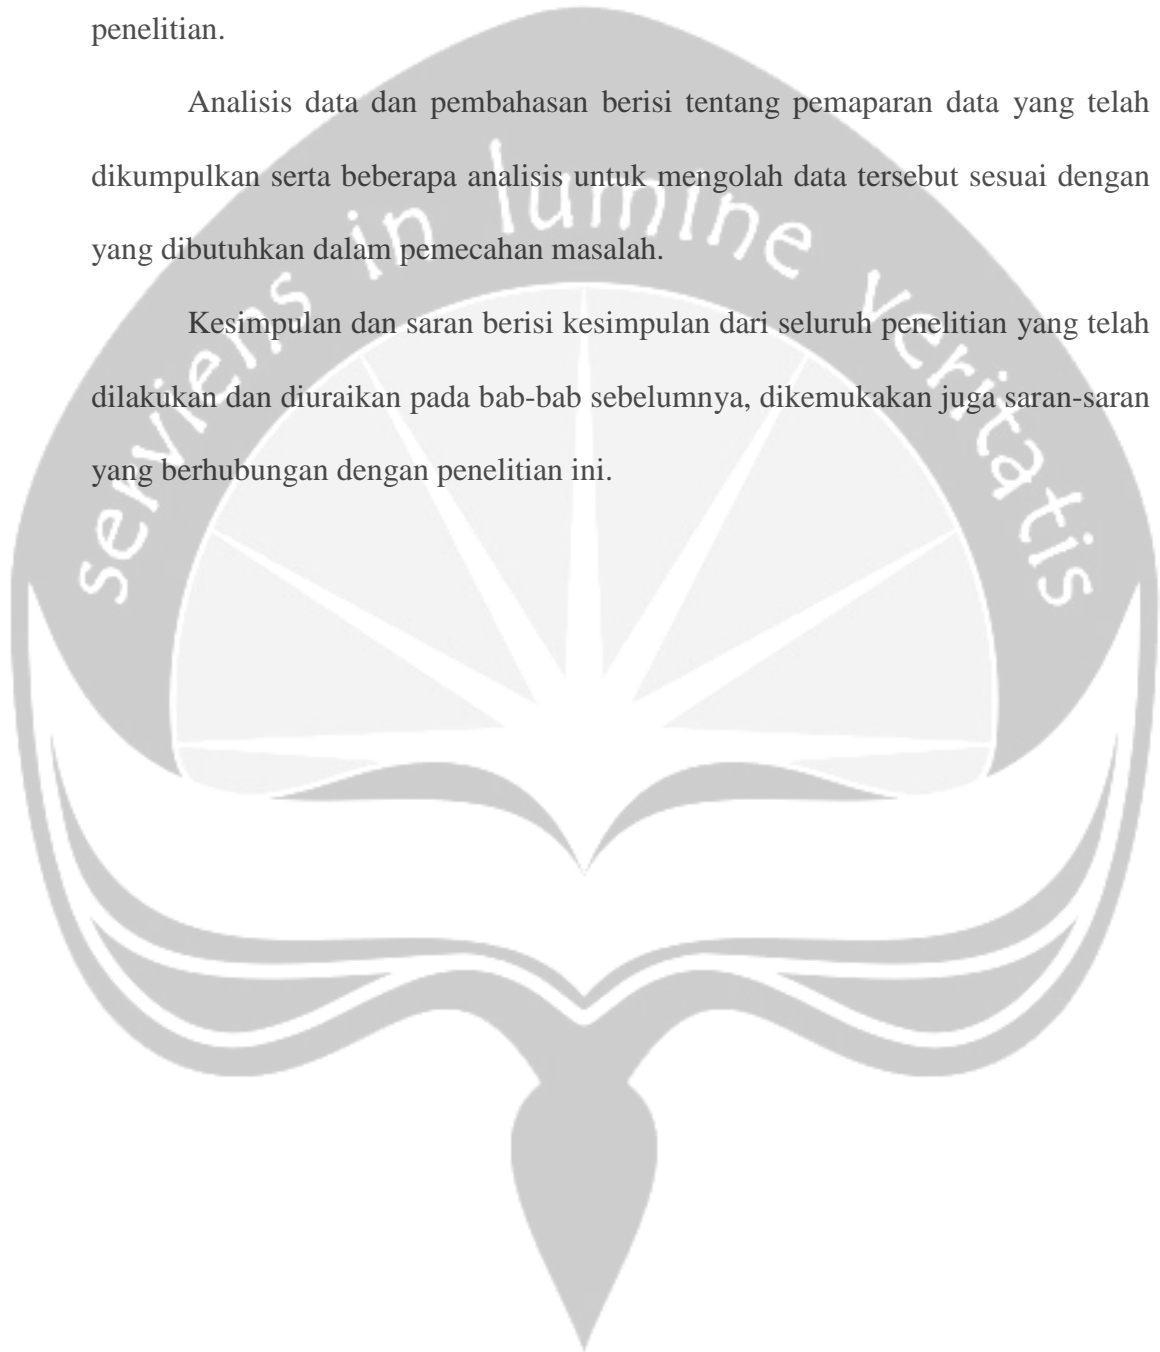 penelitian.
Analisis data dan pembahasan berisi tentang pemaparan data yang telah
dikumpulkan serta beberapa analisis untuk mengolah data tersebut sesuai dengan
yang dibutuhkan dalam pemecahan masalah.
Kesimpulan dan saran berisi kesimpulan dari seluruh penelitian yang telah
dilakukan dan diuraikan pada bab-bab sebelumnya, dikemukakan juga saran-saran
yang berhubungan dengan penelitian ini.
serviens in lumine veritatis